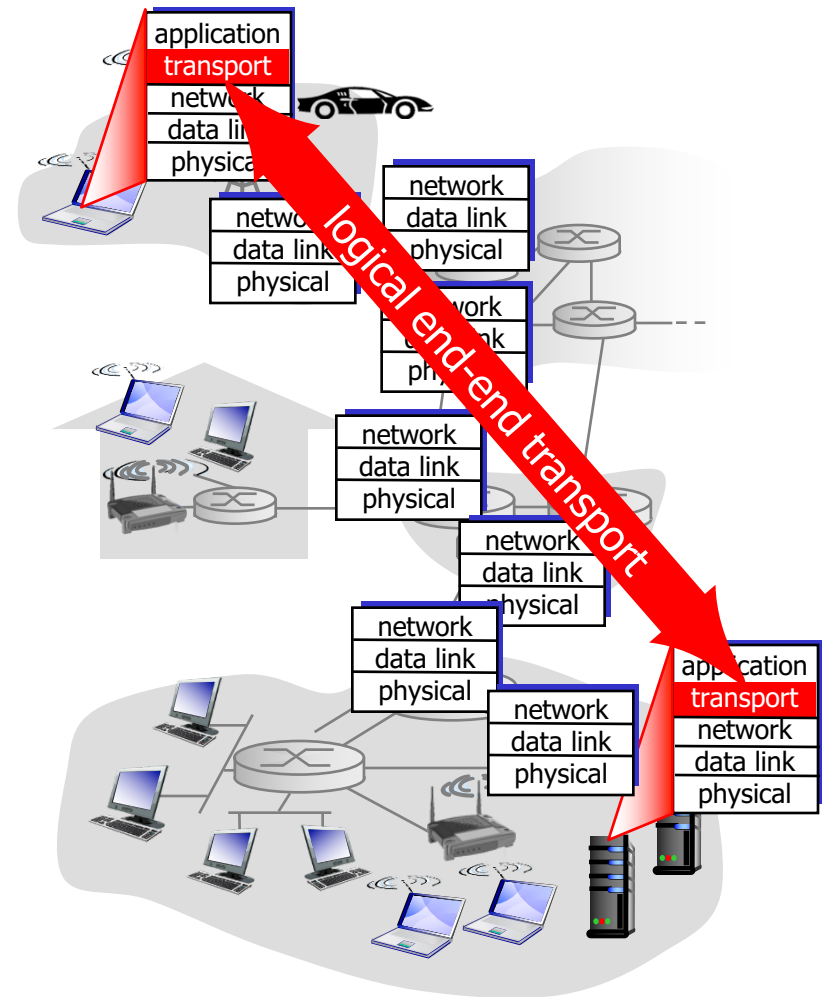 application
transport
network
data link
physical
network
data link
physical
network
data link
physical
logical end-end transport
network
data link
physical
network
data link
physical
network
data link
physical
network
data link
physical
application
transport
network
data link
physical